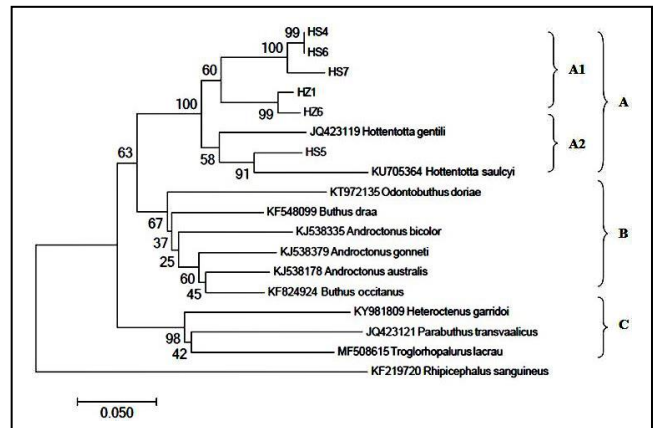 99
HS4
HS6
100
HS7
60
HZ1
99
HZ6
100
JQ423119 Hottentotta gentili
58
HS5
91
KU705364 Hottentotta saulcyi
63
KT972135 Odontobuthus doriae
67
KF548099 Buthus draa
37
KJ538335 Androctonus bicolor
25
KJ538379 Androctonus gonneti
60
KJ538178 Androctonus australis
45
KF824924 Buthus occitanus
KY981809 Heteroctenus garridoi
98
JQ423121 Parabuthus transvaalicus
42
MF508615 Troglorhopalurus lacrau
KF219720 Rhipicephalus sanguineus
A1
A
A2
B
C
0.050